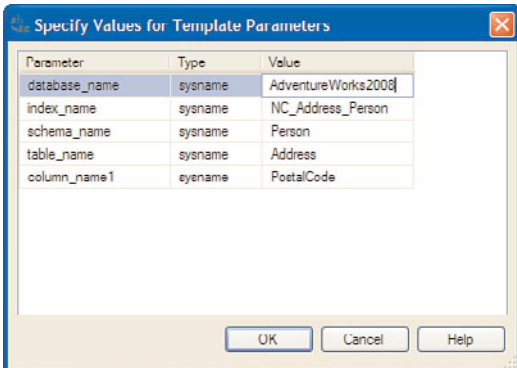 Specify Values for Template Parameters
Parameter Type Value
database_name sysname AdventureWorks2008
index_name sysname NC_Address_Person
schema_name sysname Person
table_name sysname Address
column_name1 sysname PostalCode
OK Cancel Help